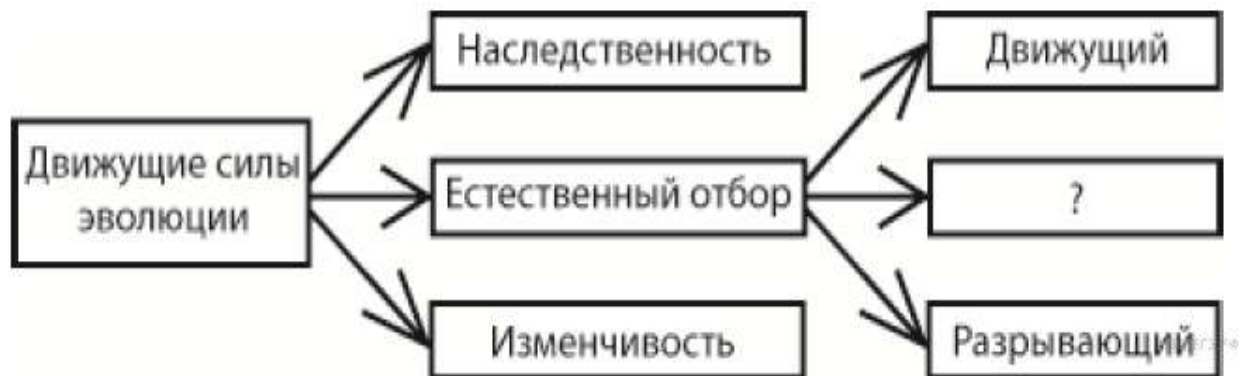 Наследственность
Движущий
Движущие силы
эволюции
Естественный отбор
?
Изменчивость
Разрывающий